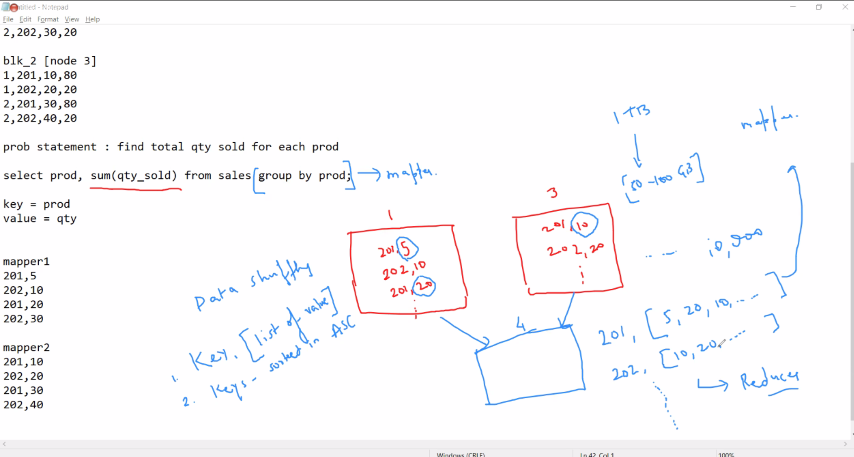 Untitled - Notepad
File Edit Format View Help
2,202,30,20
blk_2 [node 3]
1,201,10,80
1,202,20,20
2,201,30,80
2,202,40,20
prob statement : find total qty sold for each prod
select prod, sum(qty_sold) from sales group by prod;
→ mapper.
key = prod
value = qty
mapper1
201,5
202,10
201,20
202,30
mapper2
201,10
202,20
201,30
202,40
1
201,5
202,10
201,20
3
201,10
202,20
4
Data shuffling
1. Key, [list of value]
2. Keys - sorted in ASC
1 TB
[50-100 GB]
mapper.
...... 10,000
201, [5, 20, 10, ....]
202, [10, 20, ....]
→ Reducer
Windows (CRLF)
Ln 42, Col 1
100%